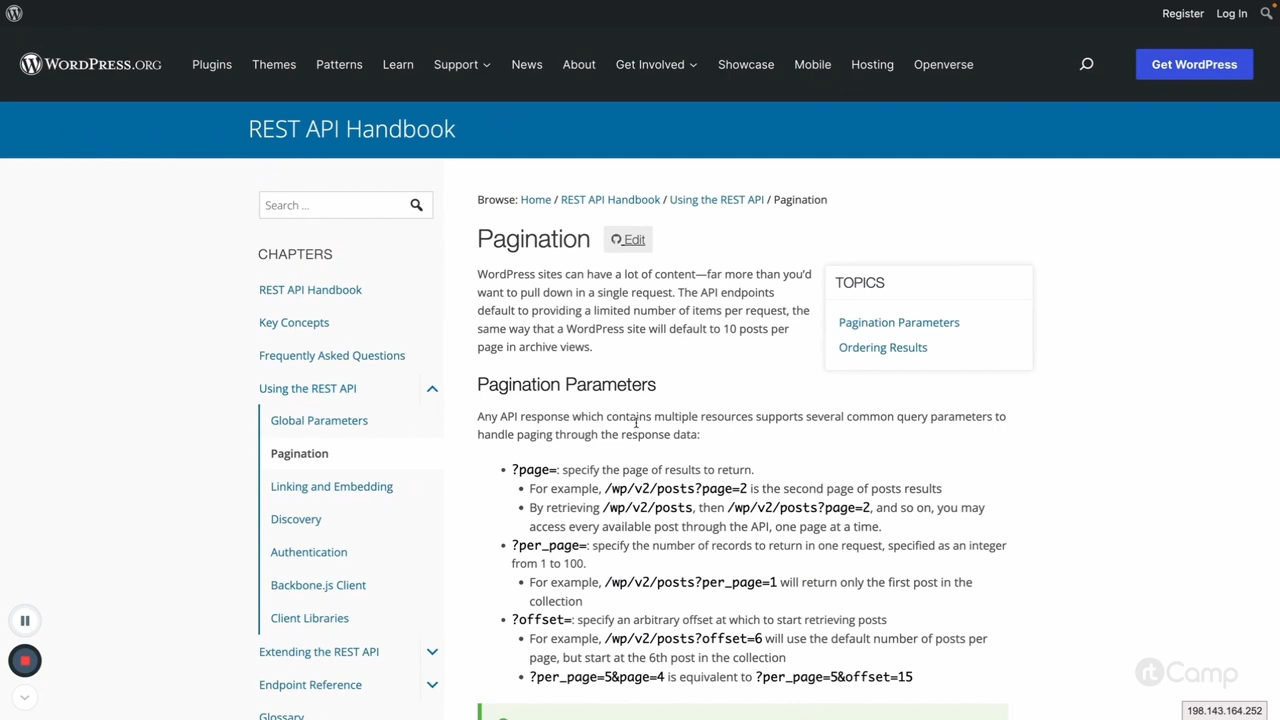 Register Log In
WORDPRESS.ORG Plugins Themes Patterns Learn Support News About Get Involved Showcase Mobile Hosting Openverse Get WordPress
REST API Handbook
Search ...
CHAPTERS
REST API Handbook
Key Concepts
Frequently Asked Questions
Using the REST API
Global Parameters
Pagination
Linking and Embedding
Discovery
Authentication
Backbone.js Client
Client Libraries
Extending the REST API
Endpoint Reference
Glossary
Browse: Home / REST API Handbook / Using the REST API / Pagination
Pagination Edit
WordPress sites can have a lot of content—far more than you'd
want to pull down in a single request. The API endpoints
default to providing a limited number of items per request, the
same way that a WordPress site will default to 10 posts per
page in archive views.
TOPICS
Pagination Parameters
Ordering Results
Pagination Parameters
Any API response which contains multiple resources supports several common query parameters to
handle paging through the response data:
• ?page=: specify the page of results to return.
• For example, /wp/v2/posts?page=2 is the second page of posts results
• By retrieving /wp/v2/posts, then /wp/v2/posts?page=2, and so on, you may
access every available post through the API, one page at a time.
• ?per_page=: specify the number of records to return in one request, specified as an integer
from 1 to 100.
• For example, /wp/v2/posts?per_page=1 will return only the first post in the
collection
• ?offset=: specify an arbitrary offset at which to start retrieving posts
• For example, /wp/v2/posts?offset=6 will use the default number of posts per
page, but start at the 6th post in the collection
• ?per_page=5&page=4 is equivalent to ?per_page=5&offset=15
rtCamp
198.143.164.252